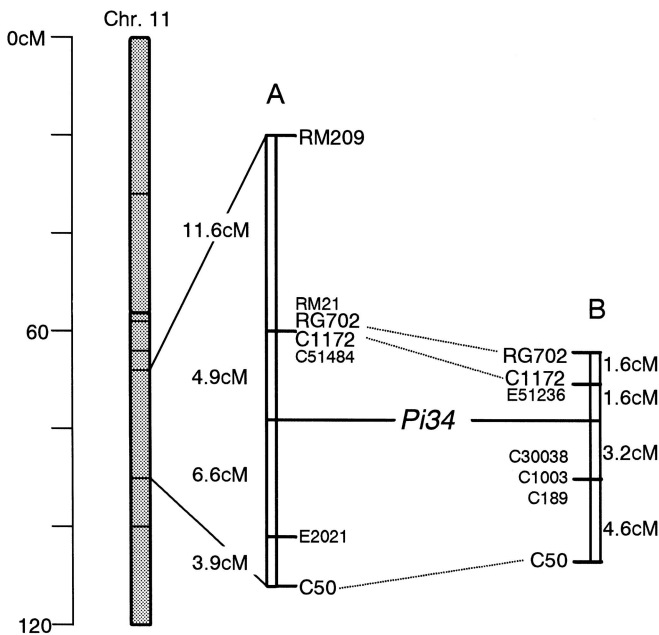 Chr. 11
0cM
60
120
A
RM209
11.6cM
RM21
RG702
C1172
C51484
4.9cM
Pi34
6.6cM
E2021
3.9cM
C50
B
RG702
1.6cM
C1172
E51236
1.6cM
C30038
C1003
C189
3.2cM
4.6cM
C50